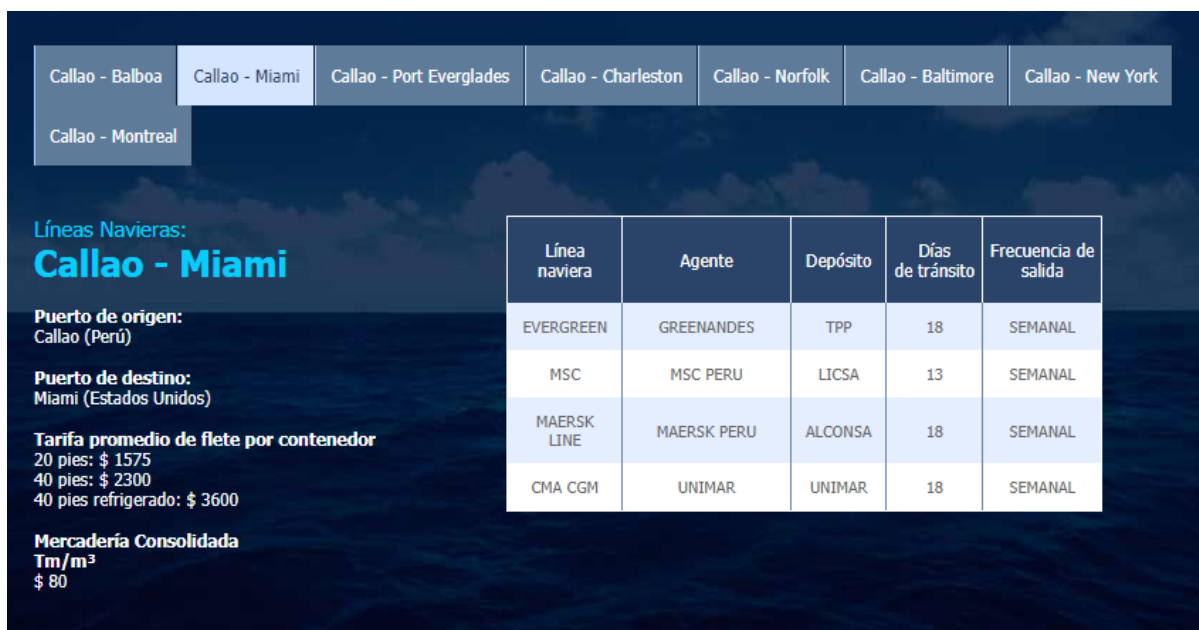 Callao - Balboa
Callao - Miami
Callao - Port Everglades
Callao - Charleston
Callao - Norfolk
Callao - Baltimore
Callao - New York
Callao - Montreal
Líneas Navieras:
Callao - Miami
Puerto de origen:
Callao (Perú)
Puerto de destino:
Miami (Estados Unidos)
Tarifa promedio de flete por contenedor
20 pies: $ 1575
40 pies: $ 2300
40 pies refrigerado: $ 3600
Mercadería Consolidada
Tm/m³
$ 80
Línea naviera Agente Depósito Días de tránsito Frecuencia de salida
EVERGREEN GREENANDES TPP 18 SEMANAL
MSC MSC PERU LICSA 13 SEMANAL
MAERSK LINE MAERSK PERU ALCONSA 18 SEMANAL
CMA CGM UNIMAR UNIMAR 18 SEMANAL